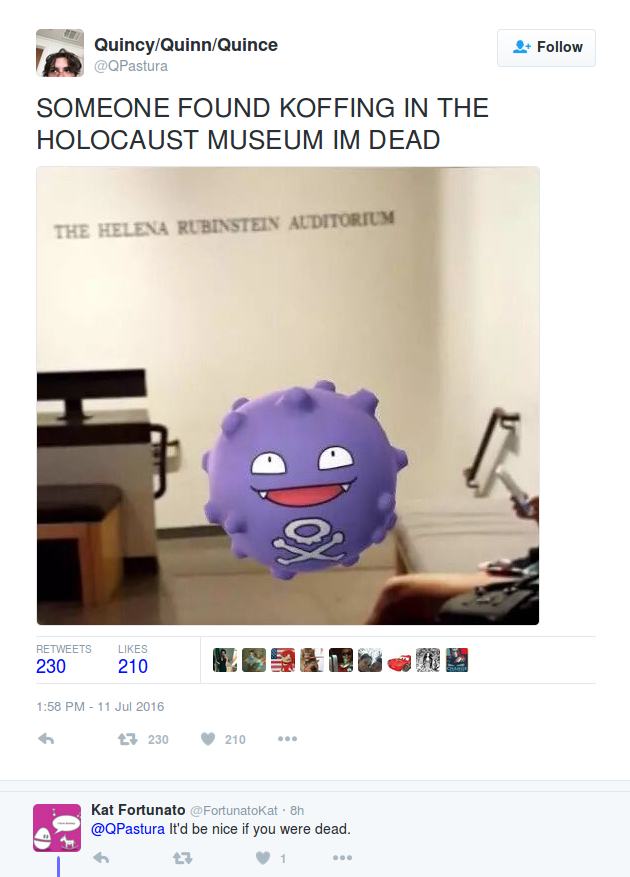 Quincy/Quinn/Quince
@QPastura
Follow
SOMEONE FOUND KOFFING IN THE
HOLOCAUST MUSEUM IM DEAD
THE HELENA RUBINSTEIN AUDITORIUM
RETWEETS
LIKES
230
210
1:58 PM - 11 Jul 2016
230
210
Kat Fortunato @FortunatoKat · 8h
@QPastura It'd be nice if you were dead.
1